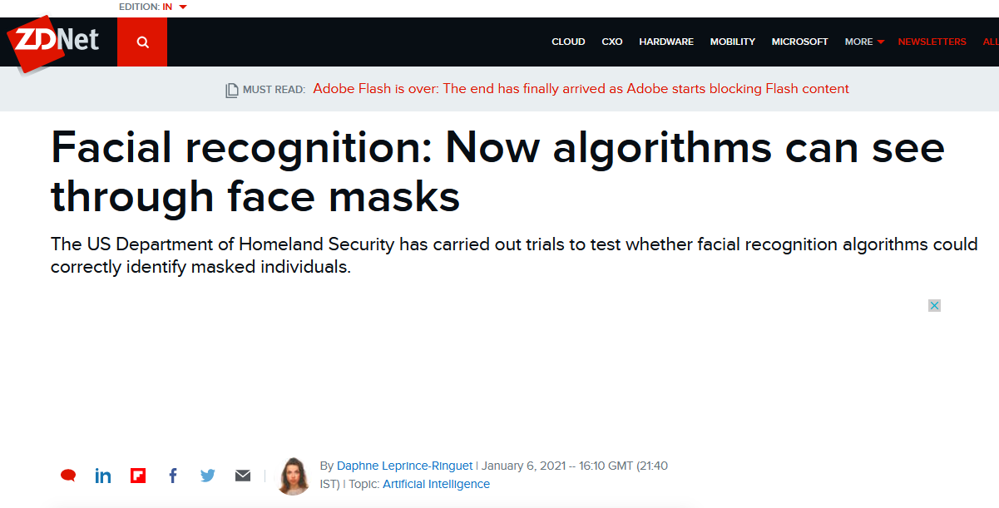 EDITION: IN
ZDNet
CLOUD CXO HARDWARE MOBILITY MICROSOFT MORE NEWSLETTERS ALL
MUST READ: Adobe Flash is over: The end has finally arrived as Adobe starts blocking Flash content
Facial recognition: Now algorithms can see
through face masks
The US Department of Homeland Security has carried out trials to test whether facial recognition algorithms could
correctly identify masked individuals.
in f
By Daphne Leprince-Ringuet | January 6, 2021 -- 16:10 GMT (21:40
IST) | Topic: Artificial Intelligence